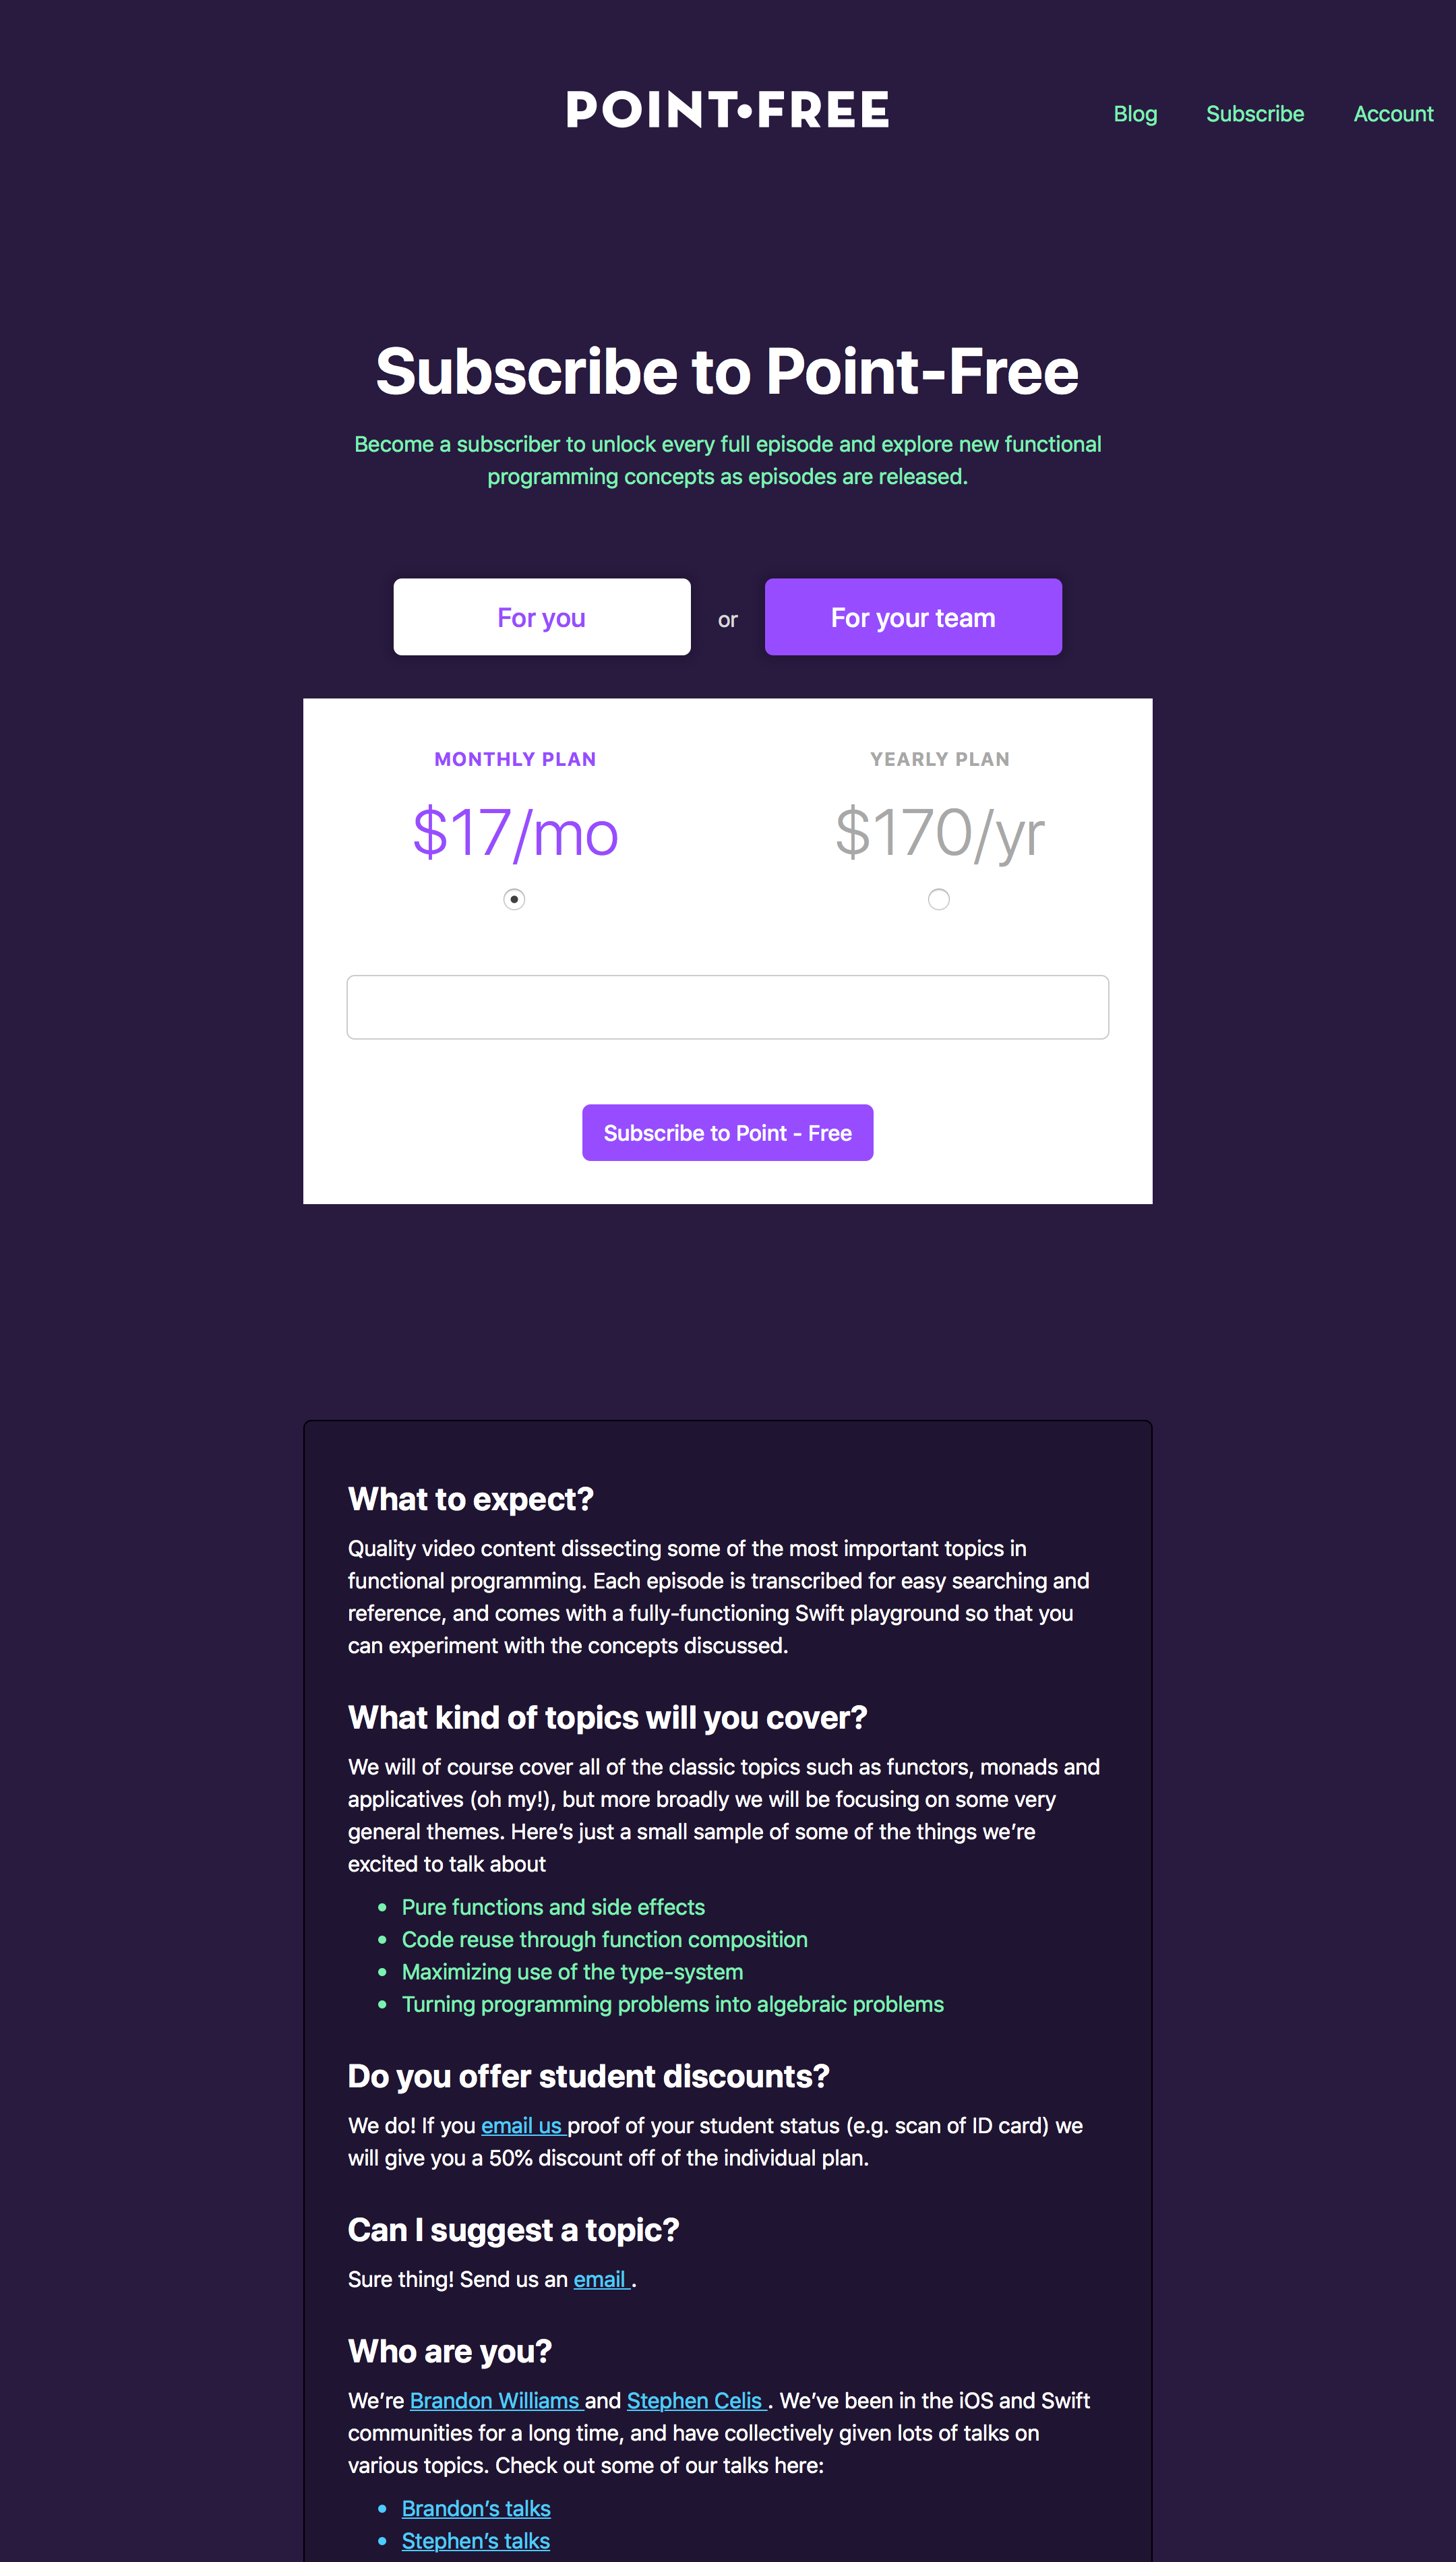 POINT•FREE
Blog Subscribe Account
Subscribe to Point-Free
Become a subscriber to unlock every full episode and explore new functional
programming concepts as episodes are released.
For you or For your team
MONTHLY PLAN YEARLY PLAN
$17/mo $170/yr
Subscribe to Point - Free
What to expect?
Quality video content dissecting some of the most important topics in
functional programming. Each episode is transcribed for easy searching and
reference, and comes with a fully-functioning Swift playground so that you
can experiment with the concepts discussed.
What kind of topics will you cover?
We will of course cover all of the classic topics such as functors, monads and
applicatives (oh my!), but more broadly we will be focusing on some very
general themes. Here’s just a small sample of some of the things we’re
excited to talk about
• Pure functions and side effects
• Code reuse through function composition
• Maximizing use of the type-system
• Turning programming problems into algebraic problems
Do you offer student discounts?
We do! If you email us proof of your student status (e.g. scan of ID card) we
will give you a 50% discount off of the individual plan.
Can I suggest a topic?
Sure thing! Send us an email .
Who are you?
We’re Brandon Williams and Stephen Celis . We’ve been in the iOS and Swift
communities for a long time, and have collectively given lots of talks on
various topics. Check out some of our talks here:
• Brandon’s talks
• Stephen’s talks